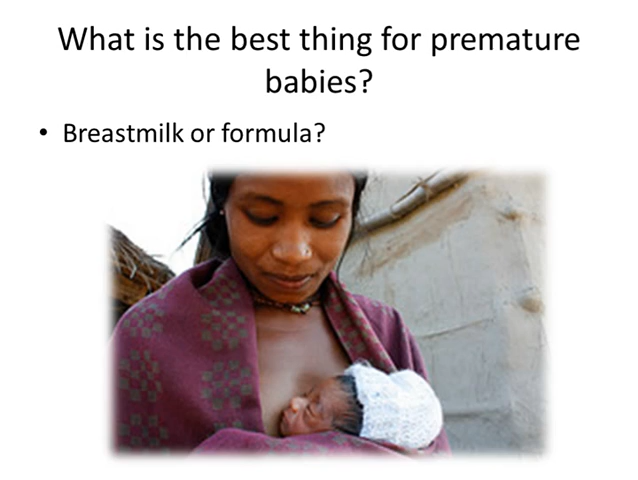 What is the best thing for premature
babies?
• Breastmilk or formula?